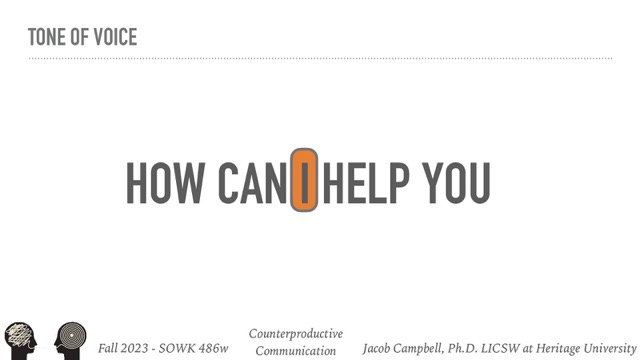 TONE OF VOICE
HOW CAN I HELP YOU
Fall 2023 - SOWK 486w
Counterproductive
Communication
Jacob Campbell, Ph.D. LICSW at Heritage University